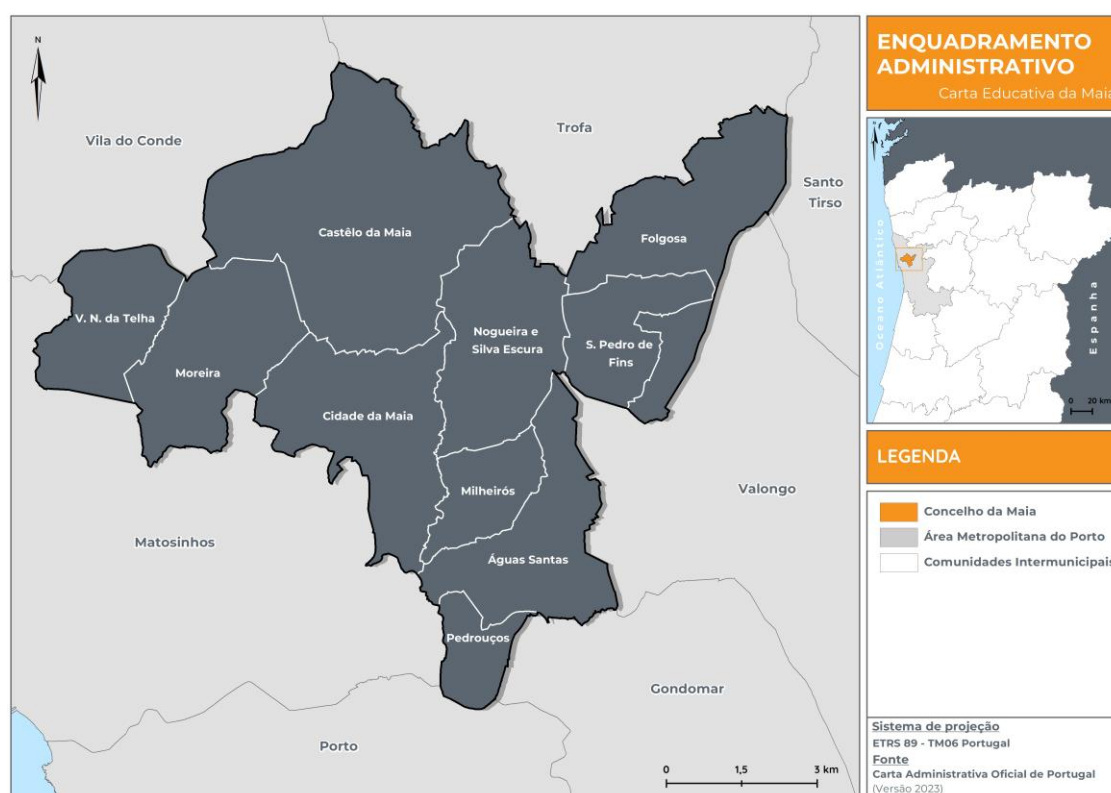 N
Vila do Conde
Trofa
Santo
Tirso
Castêlo da Maia
Folgosa
V. N. da Telha
Moreira
Nogueira e
Silva Escura
S. Pedro de
Fins
Cidade da Maia
Milheirós
Valongo
Matosinhos
Águas Santas
Pedrouços
Gondomar
Porto
0 1,5 3 km
ENQUADRAMENTO
ADMINISTRATIVO
Carta Educativa da Maia
N
Oceano Atlântico
Espanha
0 20 km
LEGENDA
Concelho da Maia
Área Metropolitana do Porto
Comunidades Intermunicipais
Sistema de projeção
ETRS 89 - TM06 Portugal
Fonte
Carta Administrativa Oficial de Portugal
(Versão 2023)